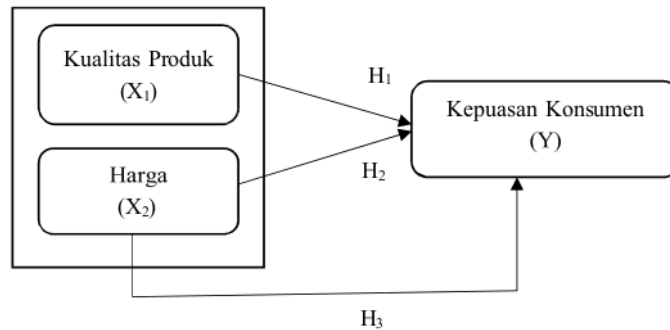 Kualitas Produk
(X₁)
H₁
Kepuasan Konsumen
(Y)
Harga
(X₂)
H₂
H₃